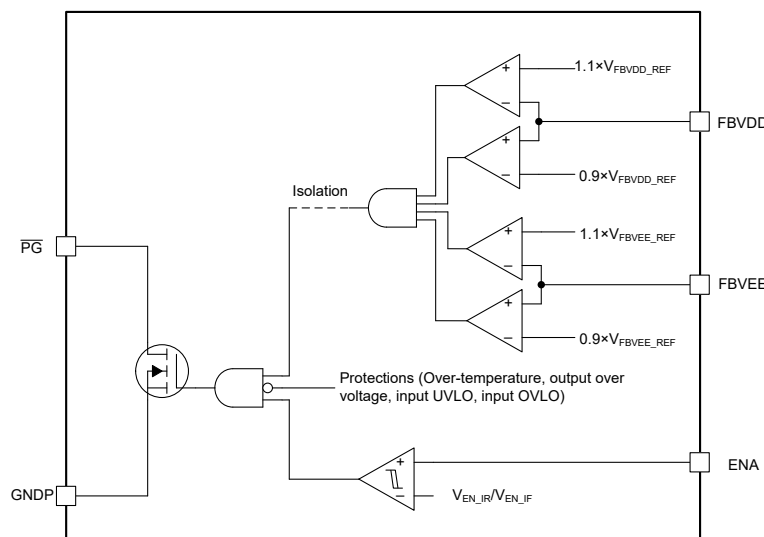 1.1×V_FBVDD_REF
+
−
FBVDD
+
−
0.9×V_FBVDD_REF
Isolation
+
1.1×V_FBVEE_REF
−
P̅G̅
FBVEE
+
−
0.9×V_FBVEE_REF
Protections (Over-temperature, output over
voltage, input UVLO, input OVLO)
+
ENA
−
V_EN_IR/V_EN_IF
GNDP